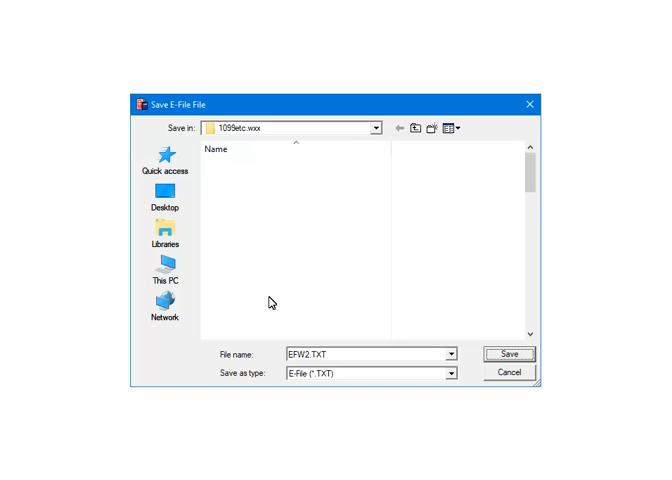 Save E-File File
Save in: 1099etc.wxx
Name
Quick access
Desktop
Libraries
This PC
Network
File name: EFW2.TXT Save
Save as type: E-File (*.TXT) Cancel